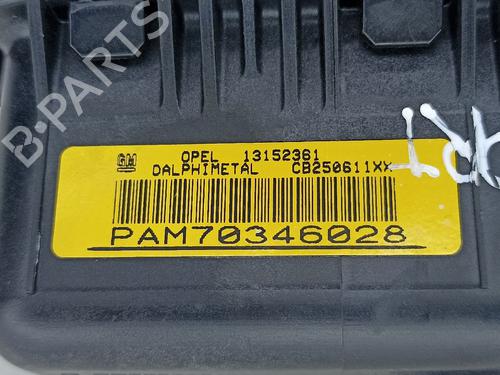 B-PARTS
GM OPEL 13152361
DALPHIMETAL CB250611XX
PAM70346028